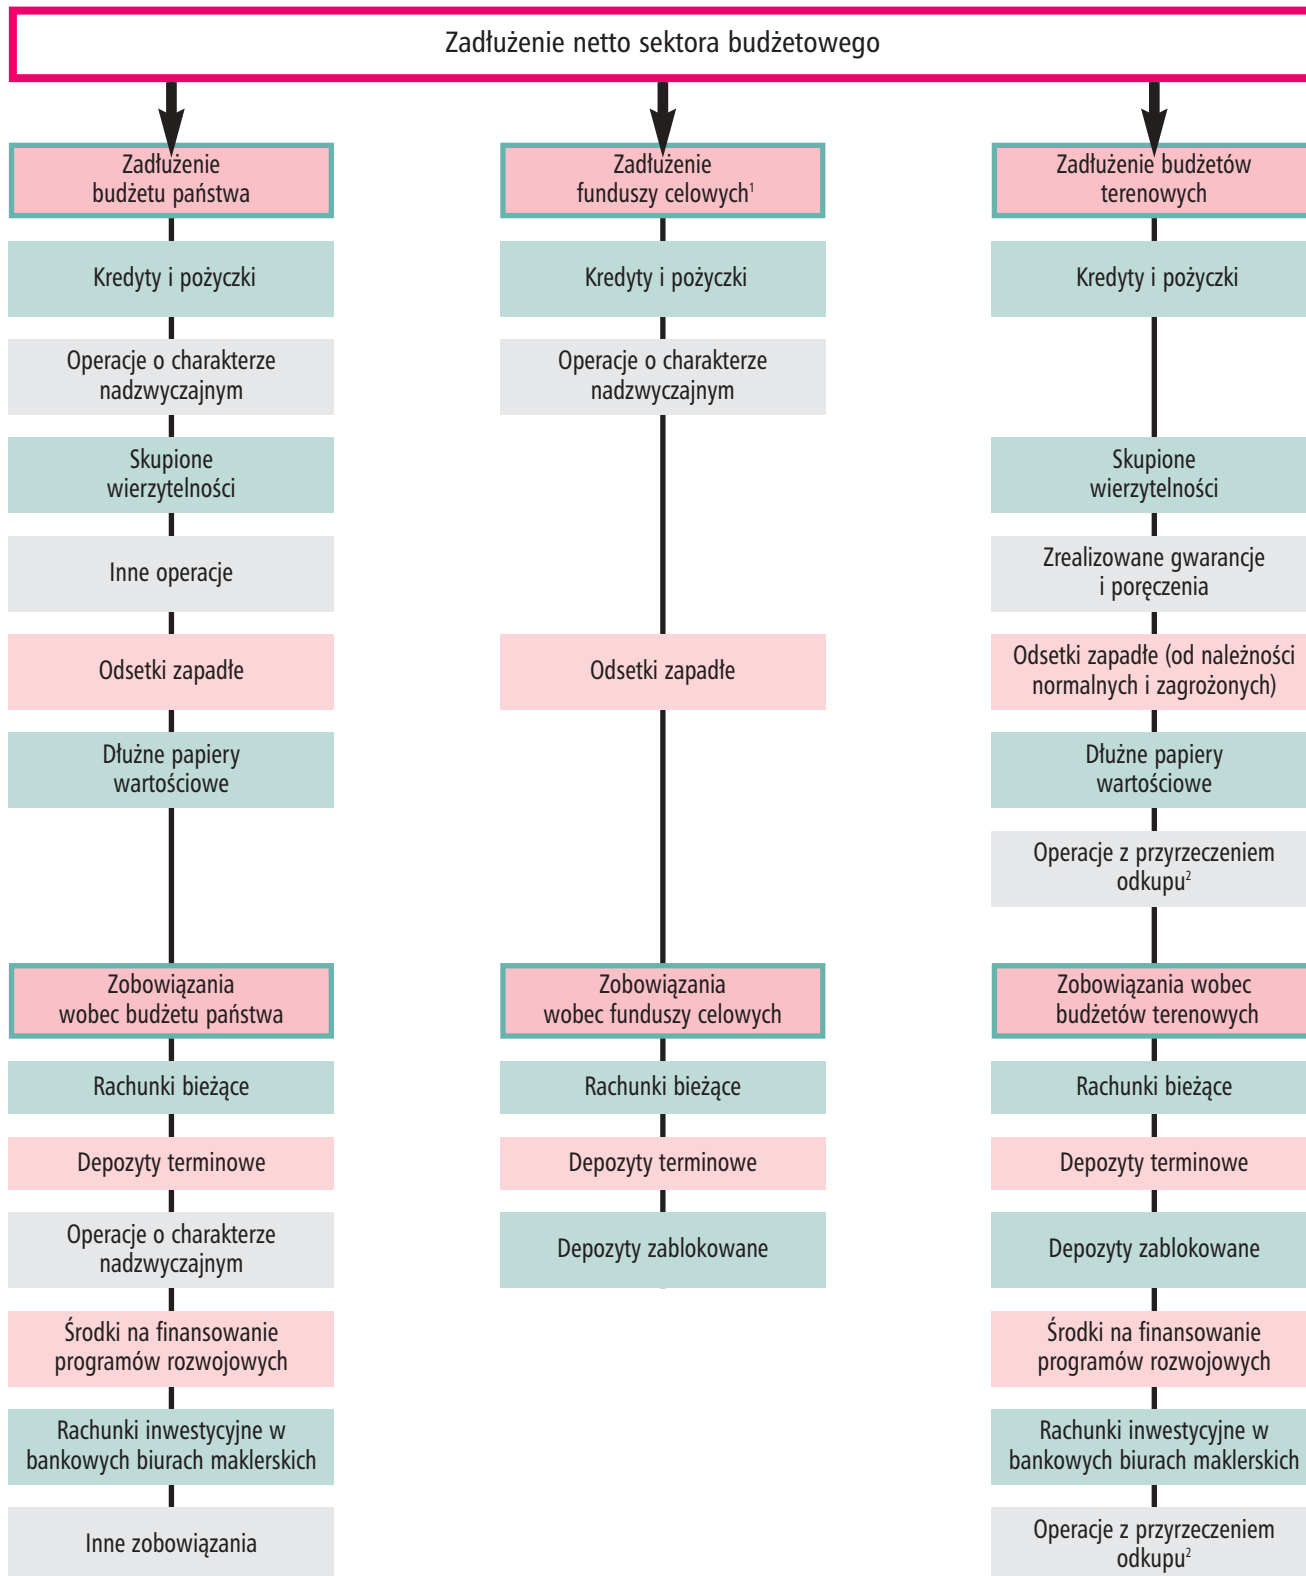 Zadłużenie netto sektora budżetowego
Zadłużenie
budżetu państwa
Kredyty i pożyczki
Operacje o charakterze
nadzwyczajnym
Skupione
wierzytelności
Inne operacje
Odsetki zapadłe
Dłużne papiery
wartościowe
Zobowiązania
wobec budżetu państwa
Rachunki bieżące
Depozyty terminowe
Operacje o charakterze
nadzwyczajnym
Środki na finansowanie
programów rozwojowych
Rachunki inwestycyjne w
bankowych biurach maklerskich
Inne zobowiązania
Zadłużenie
funduszy celowych¹
Kredyty i pożyczki
Operacje o charakterze
nadzwyczajnym
Odsetki zapadłe
Zobowiązania
wobec funduszy celowych
Rachunki bieżące
Depozyty terminowe
Depozyty zablokowane
Zadłużenie budżetów
terenowych
Kredyty i pożyczki
Skupione
wierzytelności
Zrealizowane gwarancje
i poręczenia
Odsetki zapadłe (od należności
normalnych i zagrożonych)
Dłużne papiery
wartościowe
Operacje z przyrzeczeniem
odkupu²
Zobowiązania wobec
budżetów terenowych
Rachunki bieżące
Depozyty terminowe
Depozyty zablokowane
Środki na finansowanie
programów rozwojowych
Rachunki inwestycyjne w
bankowych biurach maklerskich
Operacje z przyrzeczeniem
odkupu²